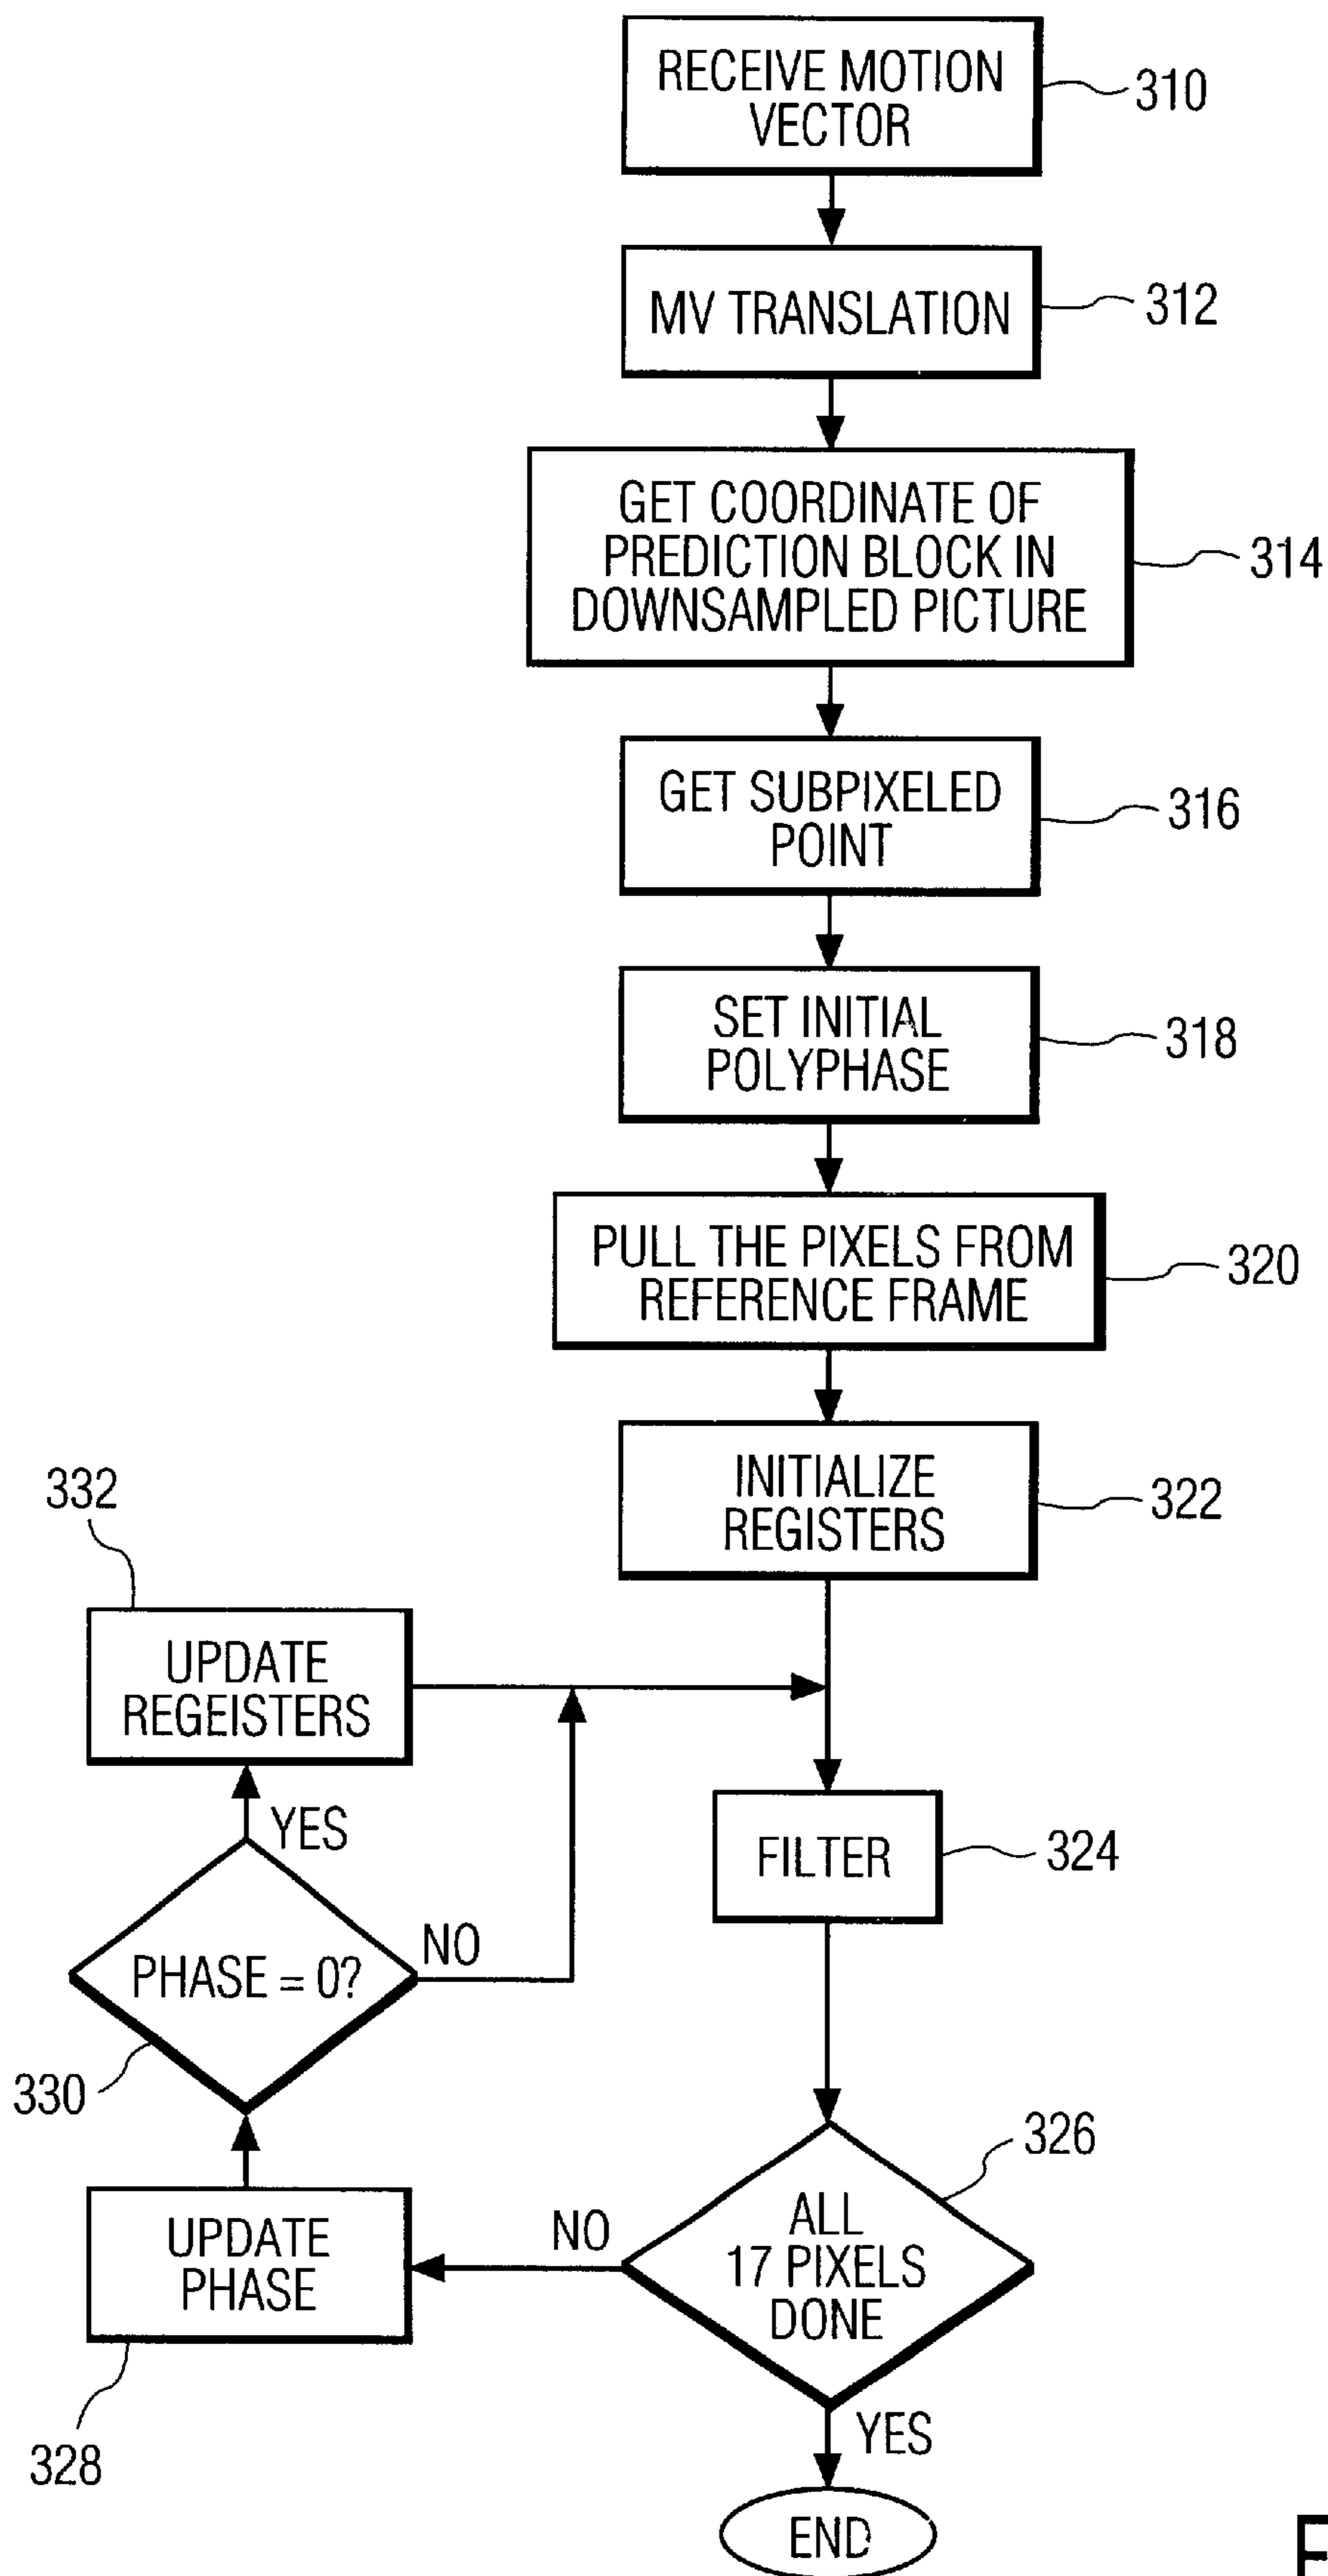 RECEIVE MOTION
VECTOR
310
MV TRANSLATION
312
GET COORDINATE OF
PREDICTION BLOCK IN
DOWNSAMPLED PICTURE
314
GET SUBPIXELED
POINT
316
SET INITIAL
POLYPHASE
318
PULL THE PIXELS FROM
REFERENCE FRAME
320
INITIALIZE
REGISTERS
322
332
UPDATE
REGEISTERS
YES
PHASE = 0?
NO
330
FILTER
324
326
ALL
17 PIXELS
DONE
NO
UPDATE
PHASE
328
YES
END